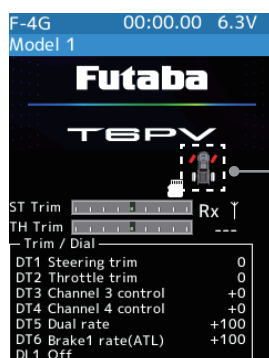 F-4G 00:00.00 6.3V
Model 1
Futaba
T6PV
ST Trim Rx
TH Trim ---
Trim / Dial
DT1 Steering trim 0
DT2 Throttle trim 0
DT3 Channel 3 control +0
DT4 Channel 4 control +0
DT5 Dual rate +100
DT6 Brake1 rate(ATL) +100
DL1 Off